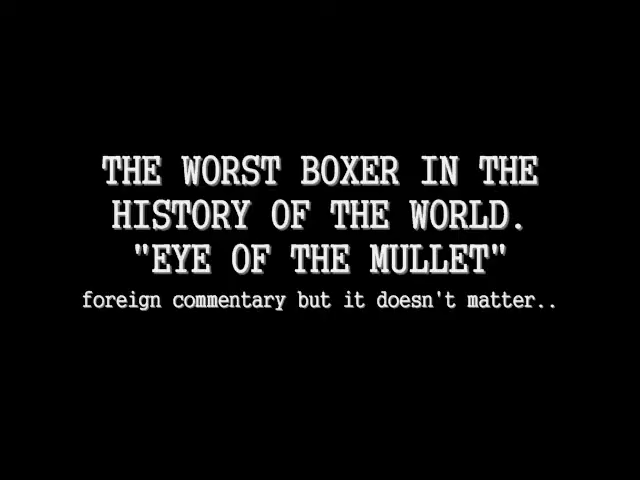 THE WORST BOXER IN THE
HISTORY OF THE WORLD.
"EYE OF THE MULLET"
foreign commentary but it doesn't matter..